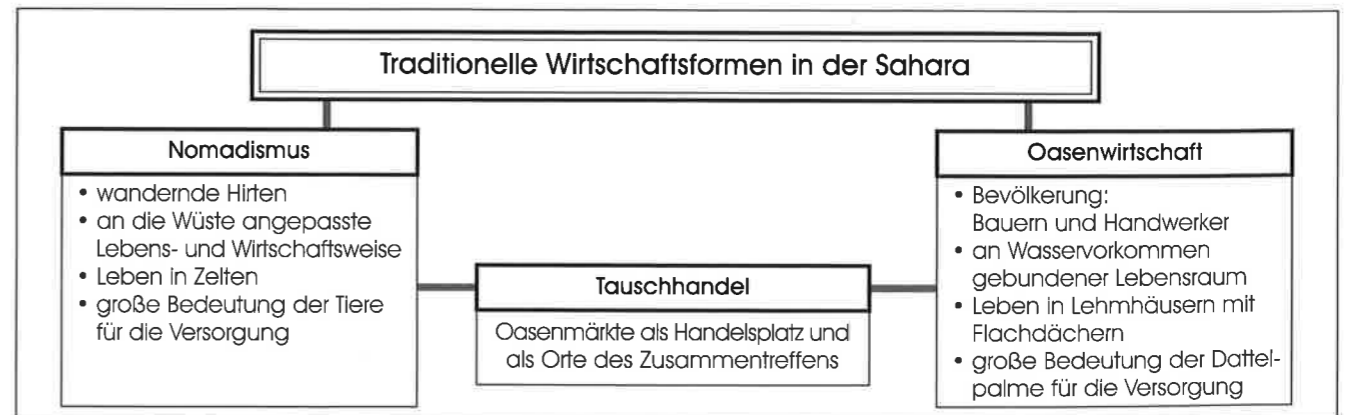 Traditionelle Wirtschaftsformen in der Sahara
Nomadismus
• wandernde Hirten
• an die Wüste angepasste
Lebens- und Wirtschaftsweise
• Leben in Zelten
• große Bedeutung der Tiere
für die Versorgung
Tauschhandel
Oasenmärkte als Handelsplatz und
als Orte des Zusammentreffens
Oasenwirtschaft
• Bevölkerung:
Bauern und Handwerker
• an Wasservorkommen
gebundener Lebensraum
• Leben in Lehmhäusern mit
Flachdächern
• große Bedeutung der Dattel-
palme für die Versorgung